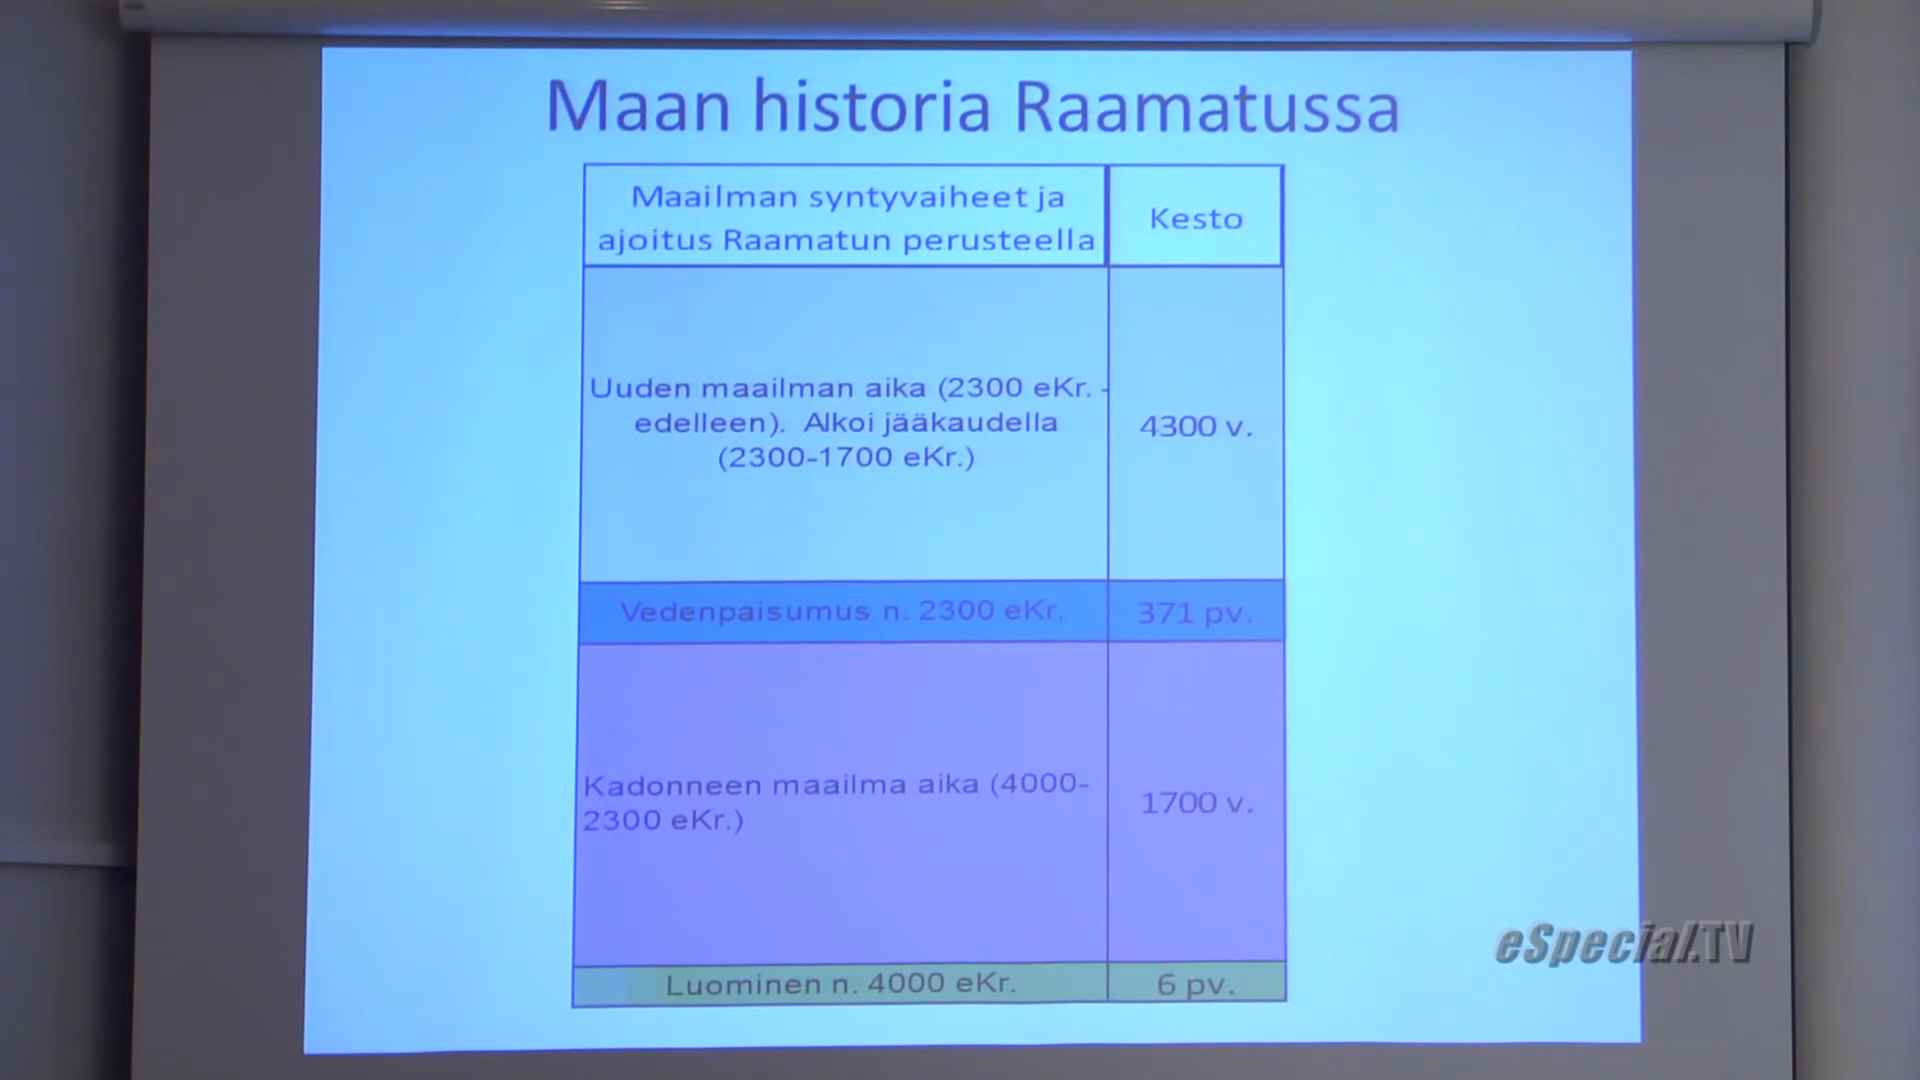 Maan historia Raamatussa
Maailman syntyvaiheet ja
ajoitus Raamatun perusteella
Kesto
Uuden maailman aika (2300 eKr. -
edelleen). Alkoi jääkaudella
(2300-1700 eKr.)
4300 v.
Vedenpaisumus n. 2300 eKr.
371 pv.
Kadonneen maailma aika (4000-
2300 eKr.)
1700 v.
Luominen n. 4000 eKr.
6 pv.
eSpecial.TV